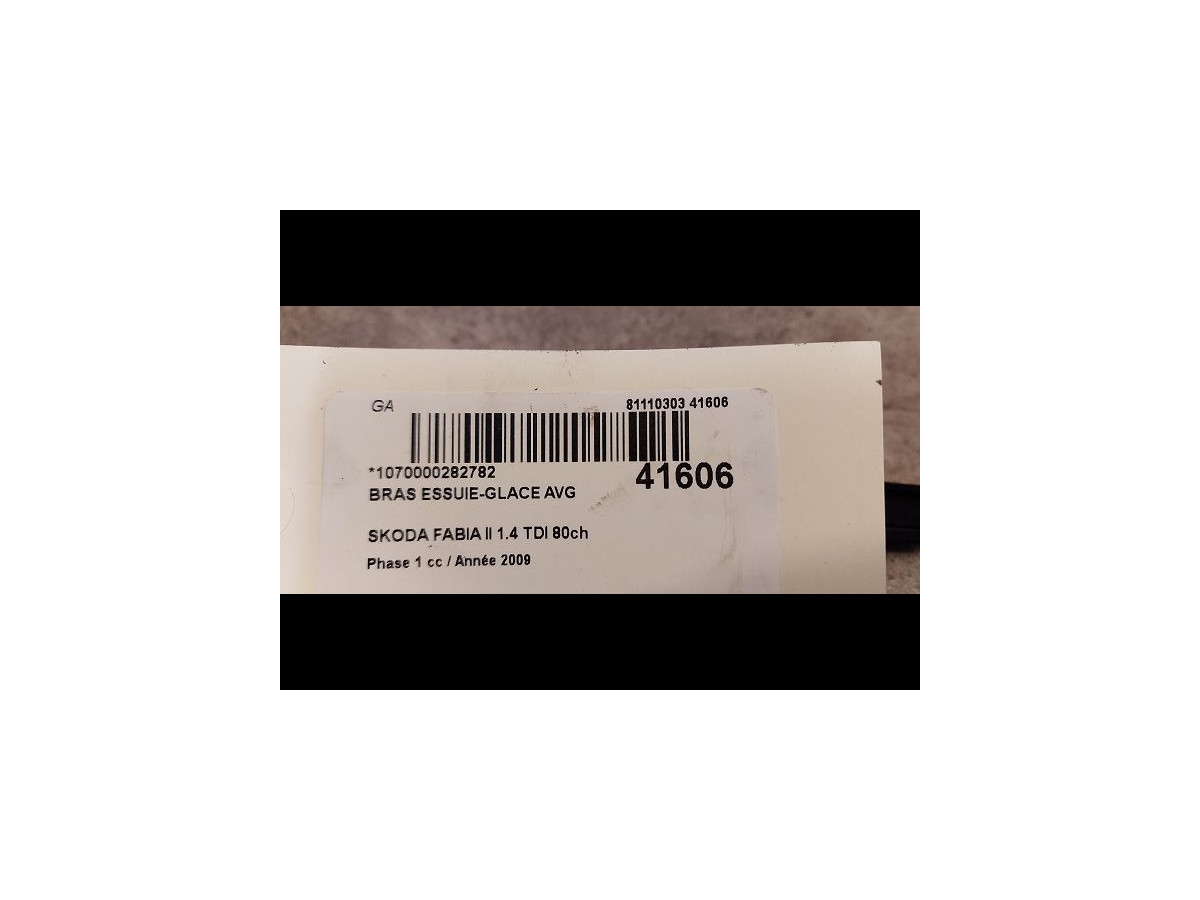 GA
81110303 41606
*1070000282782
41606
BRAS ESSUIE-GLACE AVG
SKODA FABIA II 1.4 TDI 80ch
Phase 1 cc / Année 2009